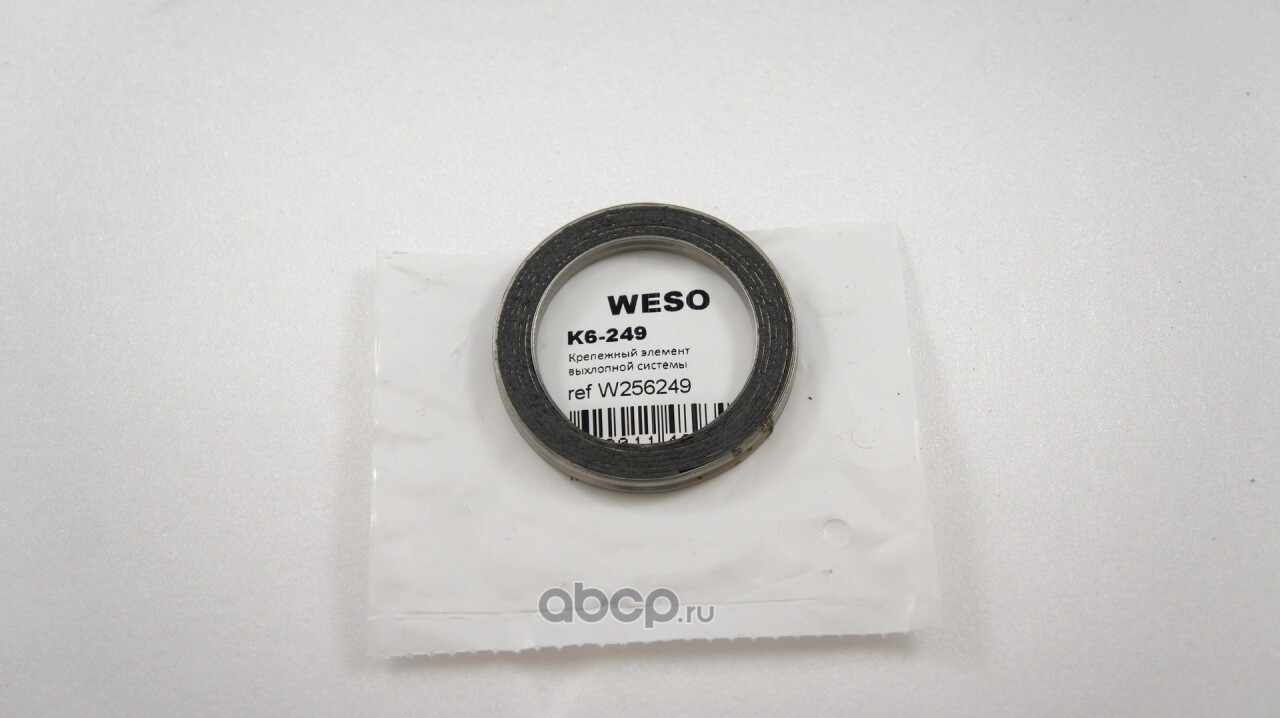 WESO
K6-249
Крепежный элемент
выхлопной системы
ref W256249
abcp.ru